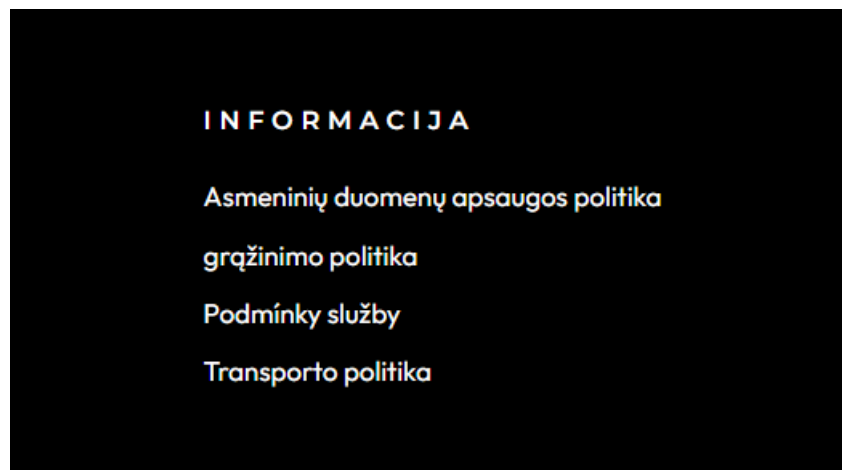 INFORMACIJA
Asmeninių duomenų apsaugos politika
grąžinimo politika
Podmínky služby
Transporto politika